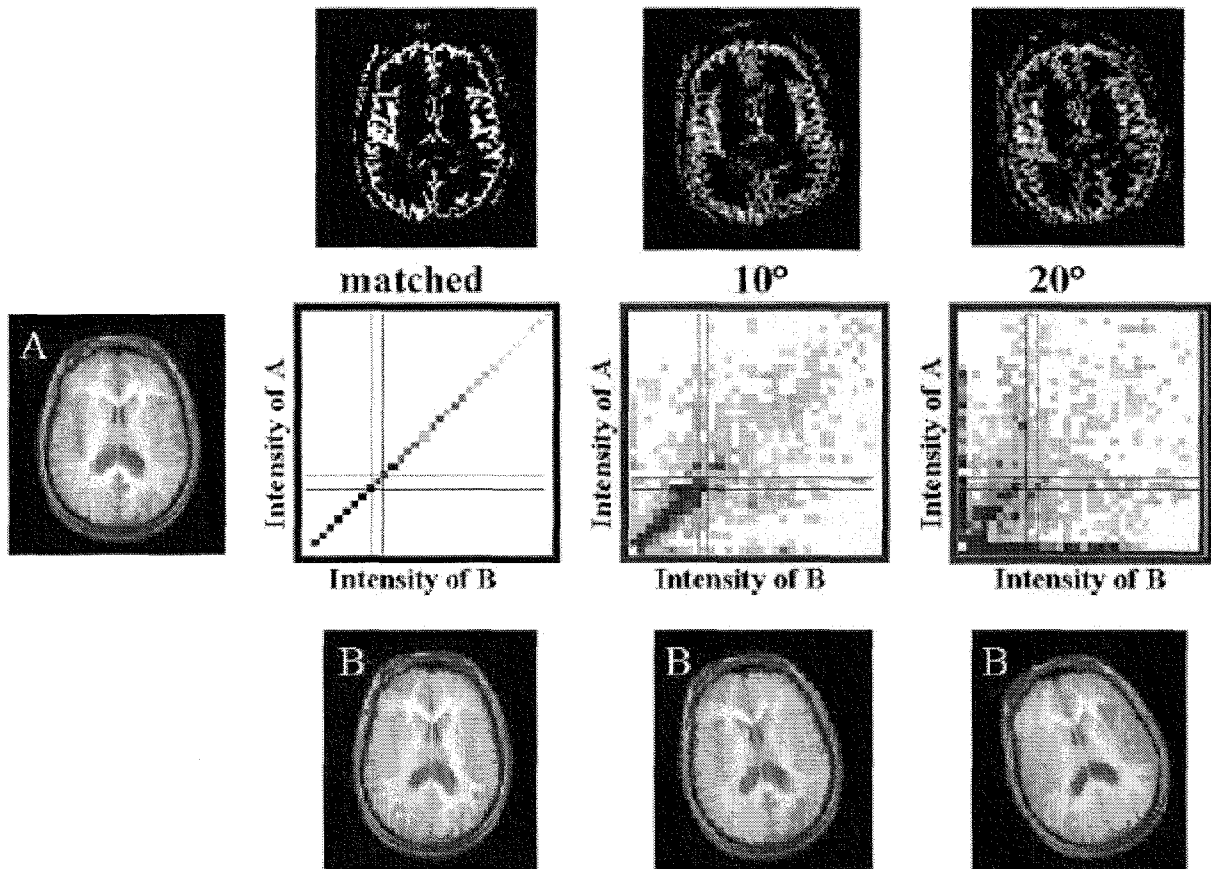 matched 10° 20°
A
Intensity of A
Intensity of B
Intensity of A
Intensity of B
Intensity of A
Intensity of B
B
B
B